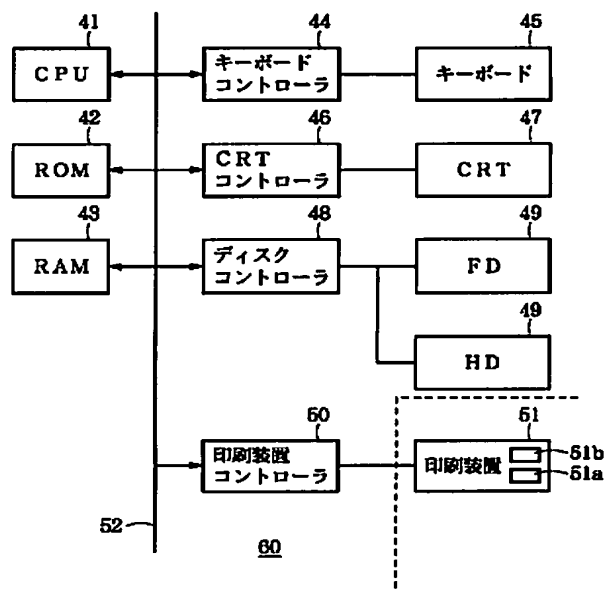 41
44
45
CPU
キーボード
コントローラ
キーボード
42
46
47
ROM
CRT
コントローラ
CRT
43
48
49
RAM
ディスク
コントローラ
FD
49
HD
50
51
印刷装置
コントローラ
印刷装置
51b
51a
52
60